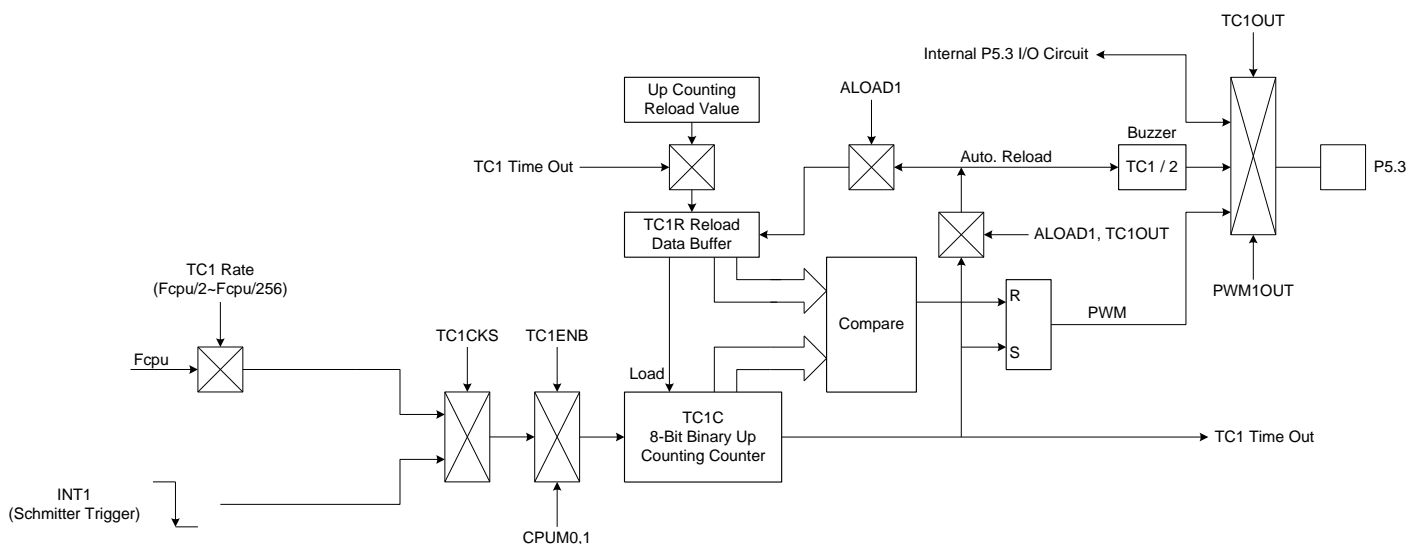 TC1OUT
Internal P5.3 I/O Circuit
Up Counting
Reload Value
ALOAD1
Buzzer
TC1 Time Out
Auto. Reload
TC1 / 2
P5.3
TC1R Reload
Data Buffer
ALOAD1, TC1OUT
TC1 Rate
(Fcpu/2~Fcpu/256)
PWM1OUT
R
Compare
PWM
TC1CKS
TC1ENB
S
Fcpu
Load
TC1C
8-Bit Binary Up
Counting Counter
TC1 Time Out
INT1
(Schmitter Trigger)
CPUM0,1